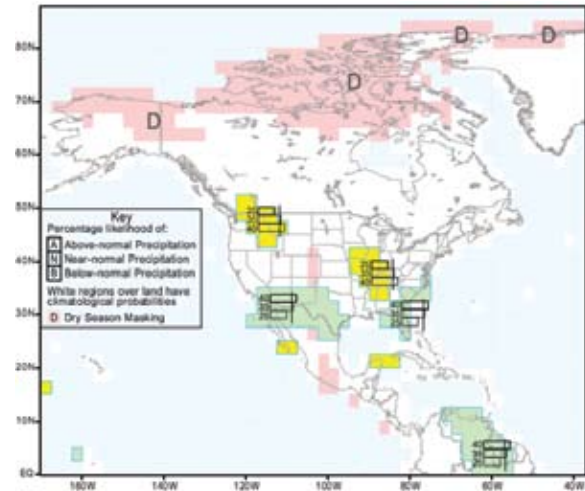 80N
D
D
D
70N
D
60N
50N
40N
30N
20N
10N
EQ
Key
Percentage likelihood of:
A Above-normal Precipitation
N Near-normal Precipitation
B Below-normal Precipitation
White regions over land have
climatological probabilities
D Dry Season Masking
160W 140W 120W 100W 80W 60W 40W